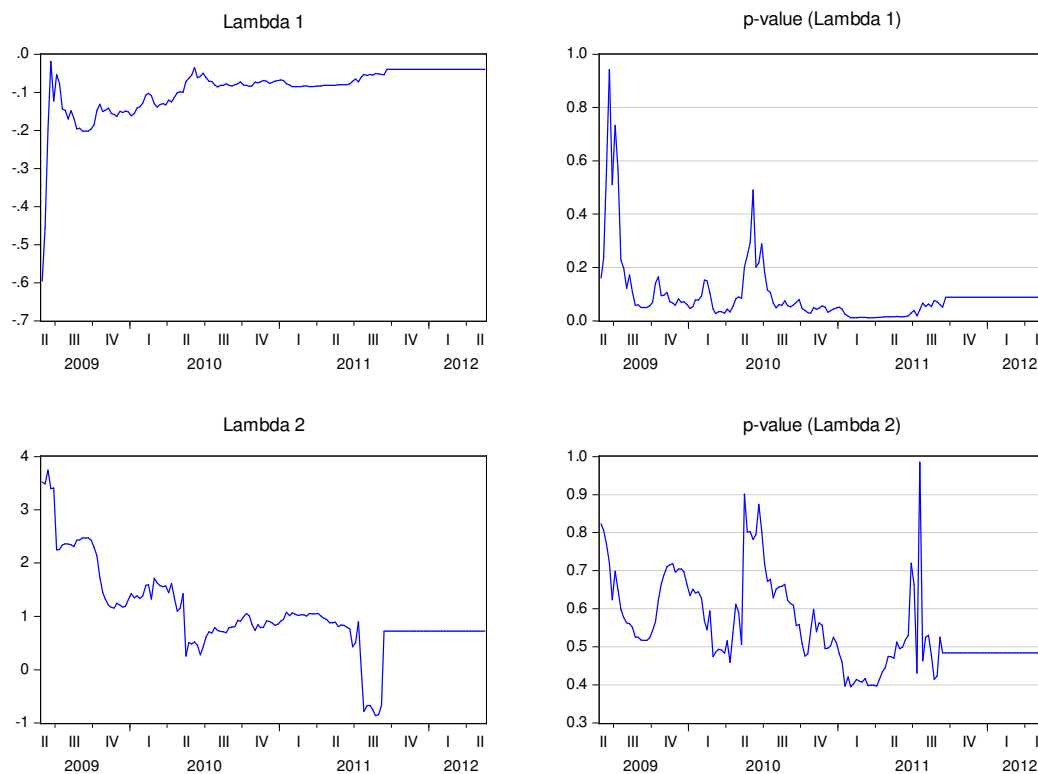 Lambda 1
.0
-.1
-.2
-.3
-.4
-.5
-.6
-.7
II III IV I II III IV I II III IV I II
2009 2010 2011 2012
p-value (Lambda 1)
1.0
0.8
0.6
0.4
0.2
0.0
II III IV I II III IV I II III IV I I
2009 2010 2011 2012
Lambda 2
4
3
2
1
0
-1
II III IV I II III IV I II III IV I II
2009 2010 2011 2012
p-value (Lambda 2)
1.0
0.9
0.8
0.7
0.6
0.5
0.4
0.3
II III IV I II III IV I II III IV I I
2009 2010 2011 2012